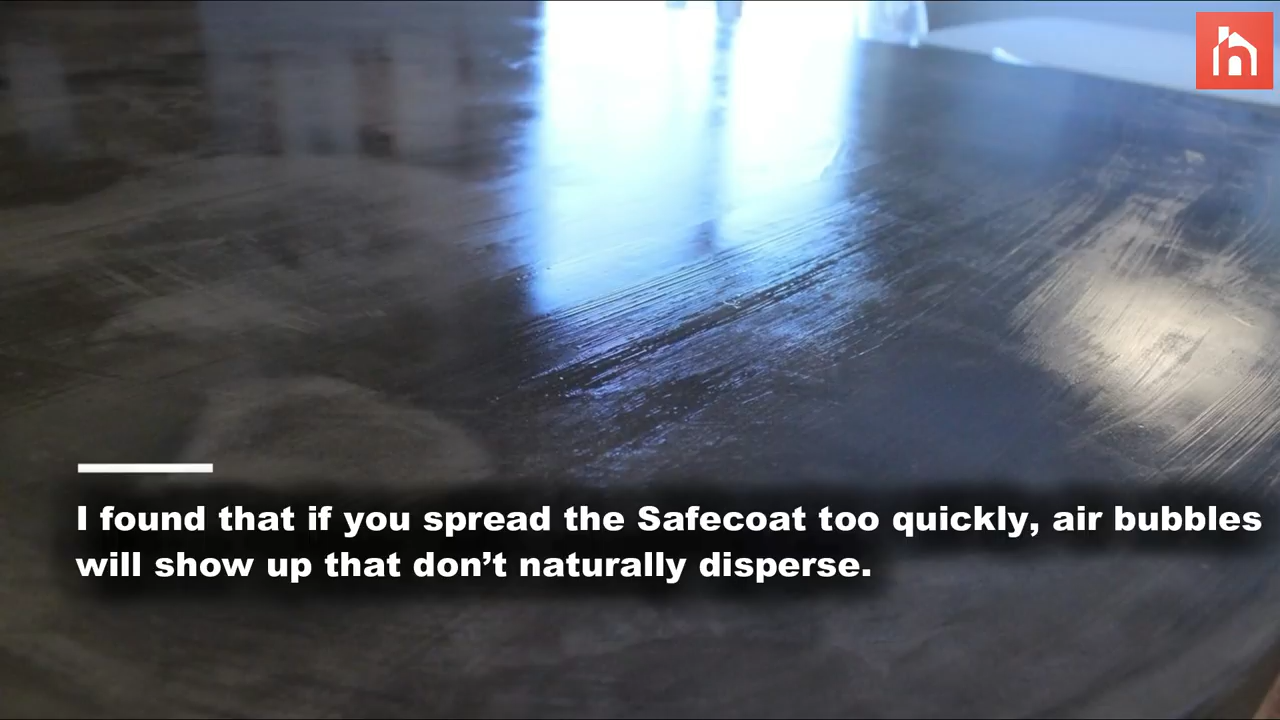 I found that if you spread the Safecoat too quickly, air bubbles
will show up that don’t naturally disperse.